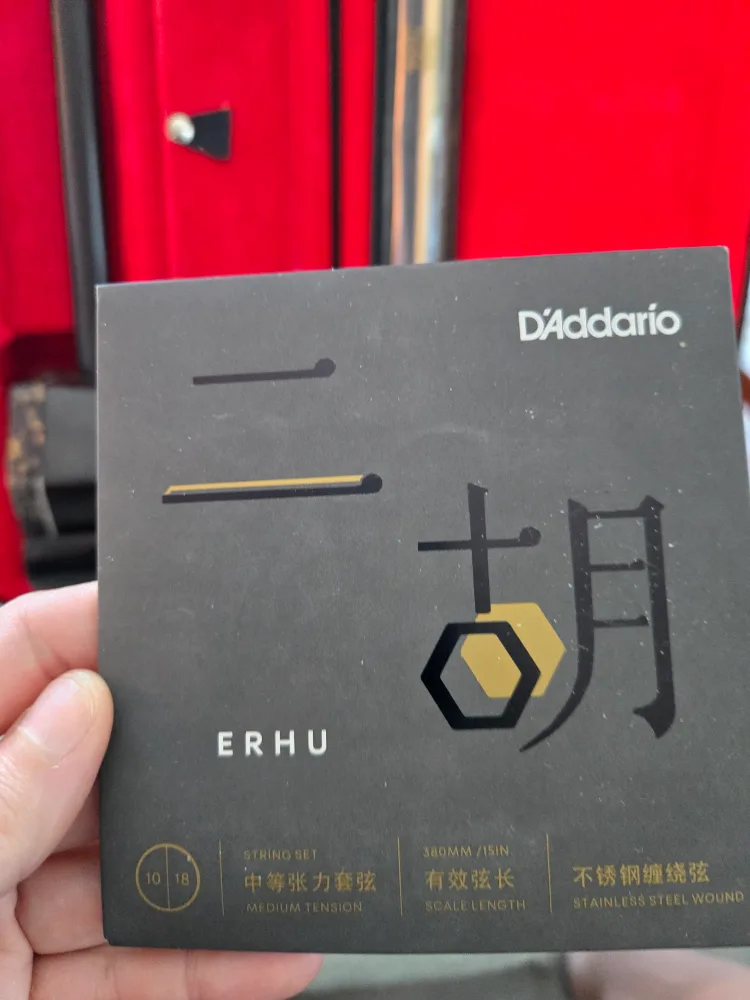 D'Addario
二胡
ERHU
10 18
STRING SET
中等张力套弦
MEDIUM TENSION
380MM /15IN
有效弦长
SCALE LENGTH
不锈钢缠绕弦
STAINLESS STEEL WOUND